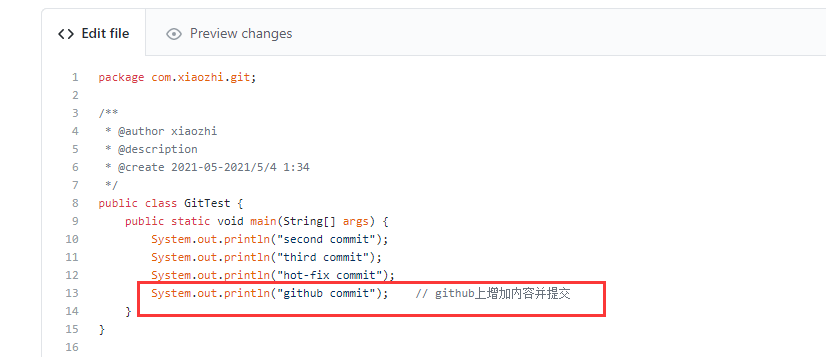 Edit file Preview changes
1 package com.xiaozhi.git;
2
3 /**
4 * @author xiaozhi
5 * @description
6 * @create 2021-05-2021/5/4 1:34
7 */
8 public class GitTest {
9 public static void main(String[] args) {
10 System.out.println("second commit");
11 System.out.println("third commit");
12 System.out.println("hot-fix commit");
13 System.out.println("github commit"); // github上增加内容并提交
14 }
15 }
16